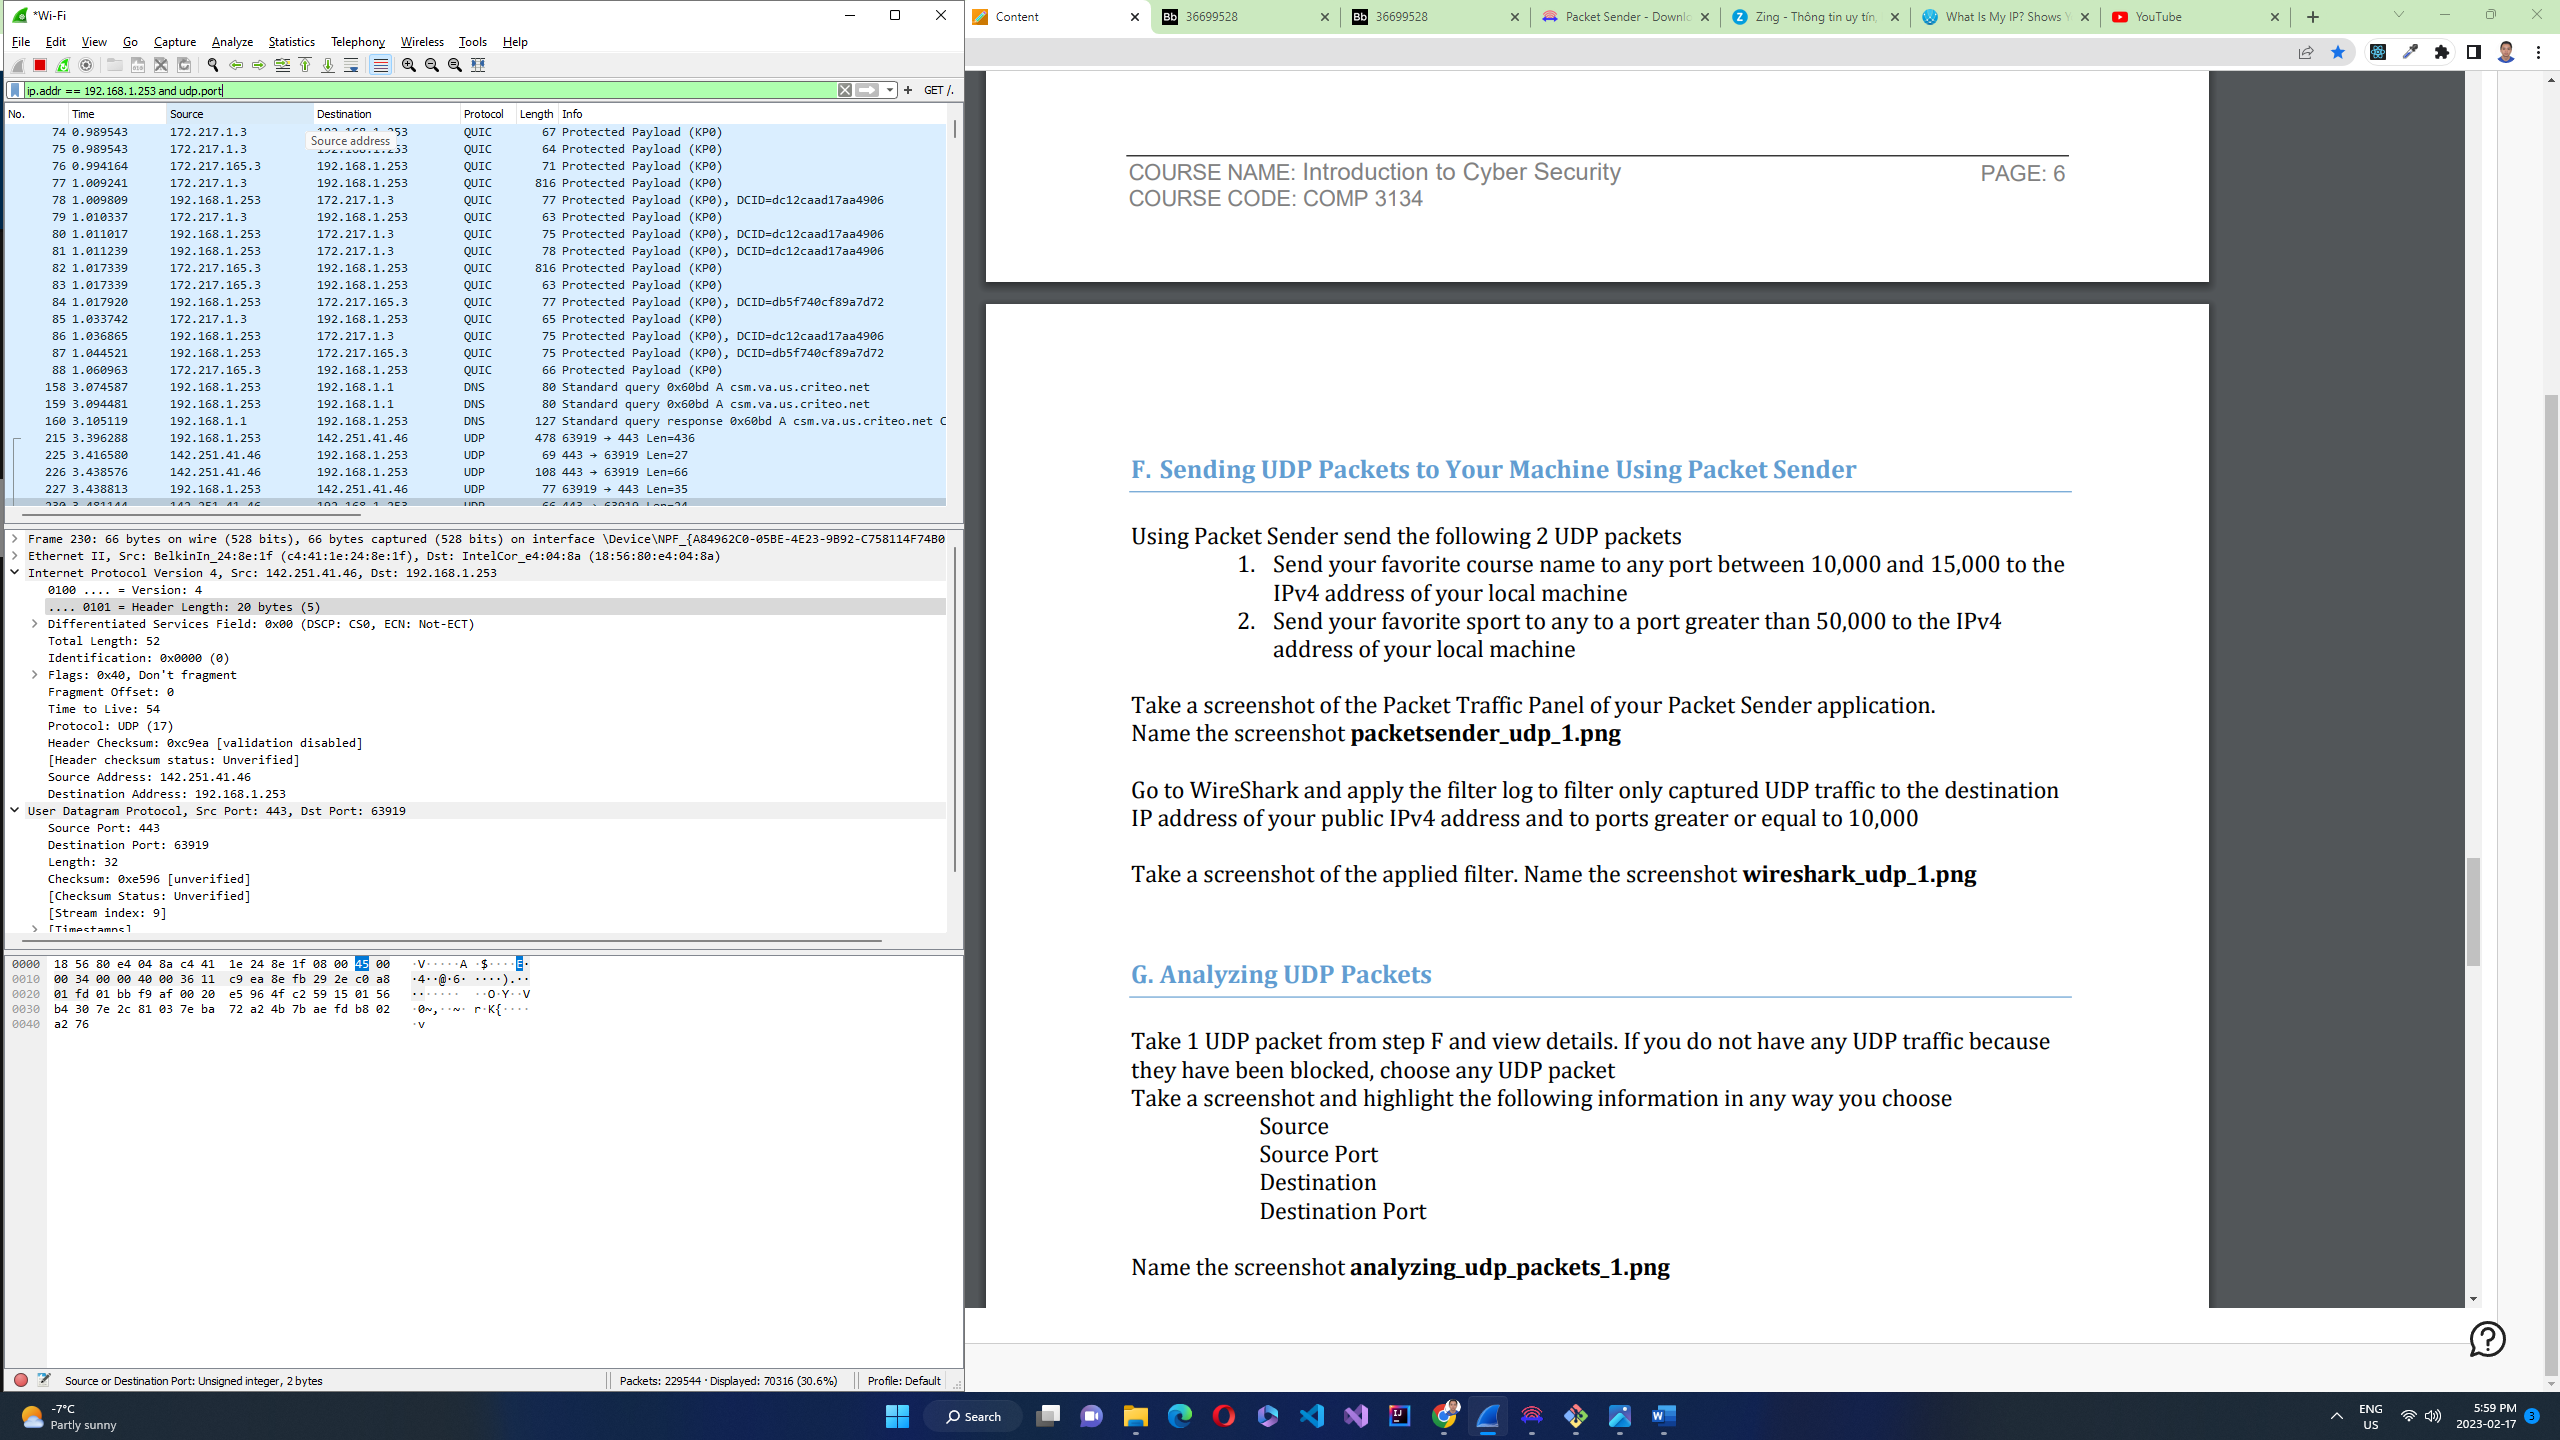 *Wi-Fi
File Edit View Go Capture Analyze Statistics Telephony Wireless Tools Help
ip.addr == 192.168.1.253 and udp.port
GET /.
No. Time Source Destination Protocol Length Info
74 0.989543 172.217.1.3 192.168.1.253 QUIC 67 Protected Payload (KP0)
Source address
75 0.989543 172.217.1.3 192.168.1.253 QUIC 64 Protected Payload (KP0)
76 0.994164 172.217.165.3 192.168.1.253 QUIC 71 Protected Payload (KP0)
77 1.009241 172.217.1.3 192.168.1.253 QUIC 816 Protected Payload (KP0)
78 1.009809 192.168.1.253 172.217.1.3 QUIC 77 Protected Payload (KP0), DCID=dc12caad17aa4906
79 1.010337 172.217.1.3 192.168.1.253 QUIC 63 Protected Payload (KP0)
80 1.011017 192.168.1.253 172.217.1.3 QUIC 75 Protected Payload (KP0), DCID=dc12caad17aa4906
81 1.011239 192.168.1.253 172.217.1.3 QUIC 78 Protected Payload (KP0), DCID=dc12caad17aa4906
82 1.017339 172.217.165.3 192.168.1.253 QUIC 816 Protected Payload (KP0)
83 1.017339 172.217.165.3 192.168.1.253 QUIC 63 Protected Payload (KP0)
84 1.017920 192.168.1.253 172.217.165.3 QUIC 77 Protected Payload (KP0), DCID=db5f740cf89a7d72
85 1.033742 172.217.1.3 192.168.1.253 QUIC 65 Protected Payload (KP0)
86 1.036865 192.168.1.253 172.217.1.3 QUIC 75 Protected Payload (KP0), DCID=dc12caad17aa4906
87 1.044521 192.168.1.253 172.217.165.3 QUIC 75 Protected Payload (KP0), DCID=db5f740cf89a7d72
88 1.060963 172.217.165.3 192.168.1.253 QUIC 66 Protected Payload (KP0)
158 3.074587 192.168.1.253 192.168.1.1 DNS 80 Standard query 0x60bd A csm.va.us.criteo.net
159 3.094481 192.168.1.253 192.168.1.1 DNS 80 Standard query 0x60bd A csm.va.us.criteo.net
160 3.105119 192.168.1.1 192.168.1.253 DNS 127 Standard query response 0x60bd A csm.va.us.criteo.net C
215 3.396288 192.168.1.253 142.251.41.46 UDP 478 63919 → 443 Len=436
225 3.416580 142.251.41.46 192.168.1.253 UDP 69 443 → 63919 Len=27
226 3.438576 142.251.41.46 192.168.1.253 UDP 108 443 → 63919 Len=66
227 3.438813 192.168.1.253 142.251.41.46 UDP 77 63919 → 443 Len=35
230 3.481144 142.251.41.46 192.168.1.253 UDP 66 443 → 63919 Len=24
Frame 230: 66 bytes on wire (528 bits), 66 bytes captured (528 bits) on interface \Device\NPF_{A84962C0-05BE-4E23-9B92-C758114F74B0
Ethernet II, Src: BelkinIn_24:8e:1f (c4:41:1e:24:8e:1f), Dst: IntelCor_e4:04:8a (18:56:80:e4:04:8a)
Internet Protocol Version 4, Src: 142.251.41.46, Dst: 192.168.1.253
0100 .... = Version: 4
.... 0101 = Header Length: 20 bytes (5)
Differentiated Services Field: 0x00 (DSCP: CS0, ECN: Not-ECT)
Total Length: 52
Identification: 0x0000 (0)
Flags: 0x40, Don't fragment
Fragment Offset: 0
Time to Live: 54
Protocol: UDP (17)
Header Checksum: 0xc9ea [validation disabled]
[Header checksum status: Unverified]
Source Address: 142.251.41.46
Destination Address: 192.168.1.253
User Datagram Protocol, Src Port: 443, Dst Port: 63919
Source Port: 443
Destination Port: 63919
Length: 32
Checksum: 0xe596 [unverified]
[Checksum Status: Unverified]
[Stream index: 9]
[Timestamps]
0000 18 56 80 e4 04 8a c4 41 1e 24 8e 1f 08 00 45 00 ·V·····A ·$····E·
0010 00 34 00 00 40 00 36 11 c9 ea 8e fb 29 2e c0 a8 ·4··@·6· ····).··
0020 01 fd 01 bb f9 af 00 20 e5 96 4f c2 59 15 01 56 ······· ··O·Y··V
0030 b4 30 7e 2c 81 03 7e ba 72 a2 4b 7b ae fd b8 02 ·0~,··~· r·K{····
0040 a2 76 ·v
Source or Destination Port: Unsigned integer, 2 bytes
Packets: 229544 · Displayed: 70316 (30.6%)
Profile: Default
Content
Bb 36699528
Bb 36699528
Packet Sender - Downlo
Zing - Thông tin uy tín,
What Is My IP? Shows Y
YouTube
COURSE NAME: Introduction to Cyber Security PAGE: 6
COURSE CODE: COMP 3134
F. Sending UDP Packets to Your Machine Using Packet Sender
Using Packet Sender send the following 2 UDP packets
1. Send your favorite course name to any port between 10,000 and 15,000 to the
IPv4 address of your local machine
2. Send your favorite sport to any to a port greater than 50,000 to the IPv4
address of your local machine
Take a screenshot of the Packet Traffic Panel of your Packet Sender application.
Name the screenshot packetsender_udp_1.png
Go to WireShark and apply the filter log to filter only captured UDP traffic to the destination
IP address of your public IPv4 address and to ports greater or equal to 10,000
Take a screenshot of the applied filter. Name the screenshot wireshark_udp_1.png
G. Analyzing UDP Packets
Take 1 UDP packet from step F and view details. If you do not have any UDP traffic because
they have been blocked, choose any UDP packet
Take a screenshot and highlight the following information in any way you choose
Source
Source Port
Destination
Destination Port
Name the screenshot analyzing_udp_packets_1.png
-7°C
Partly sunny
Search
ENG
US
5:59 PM
2023-02-17
3